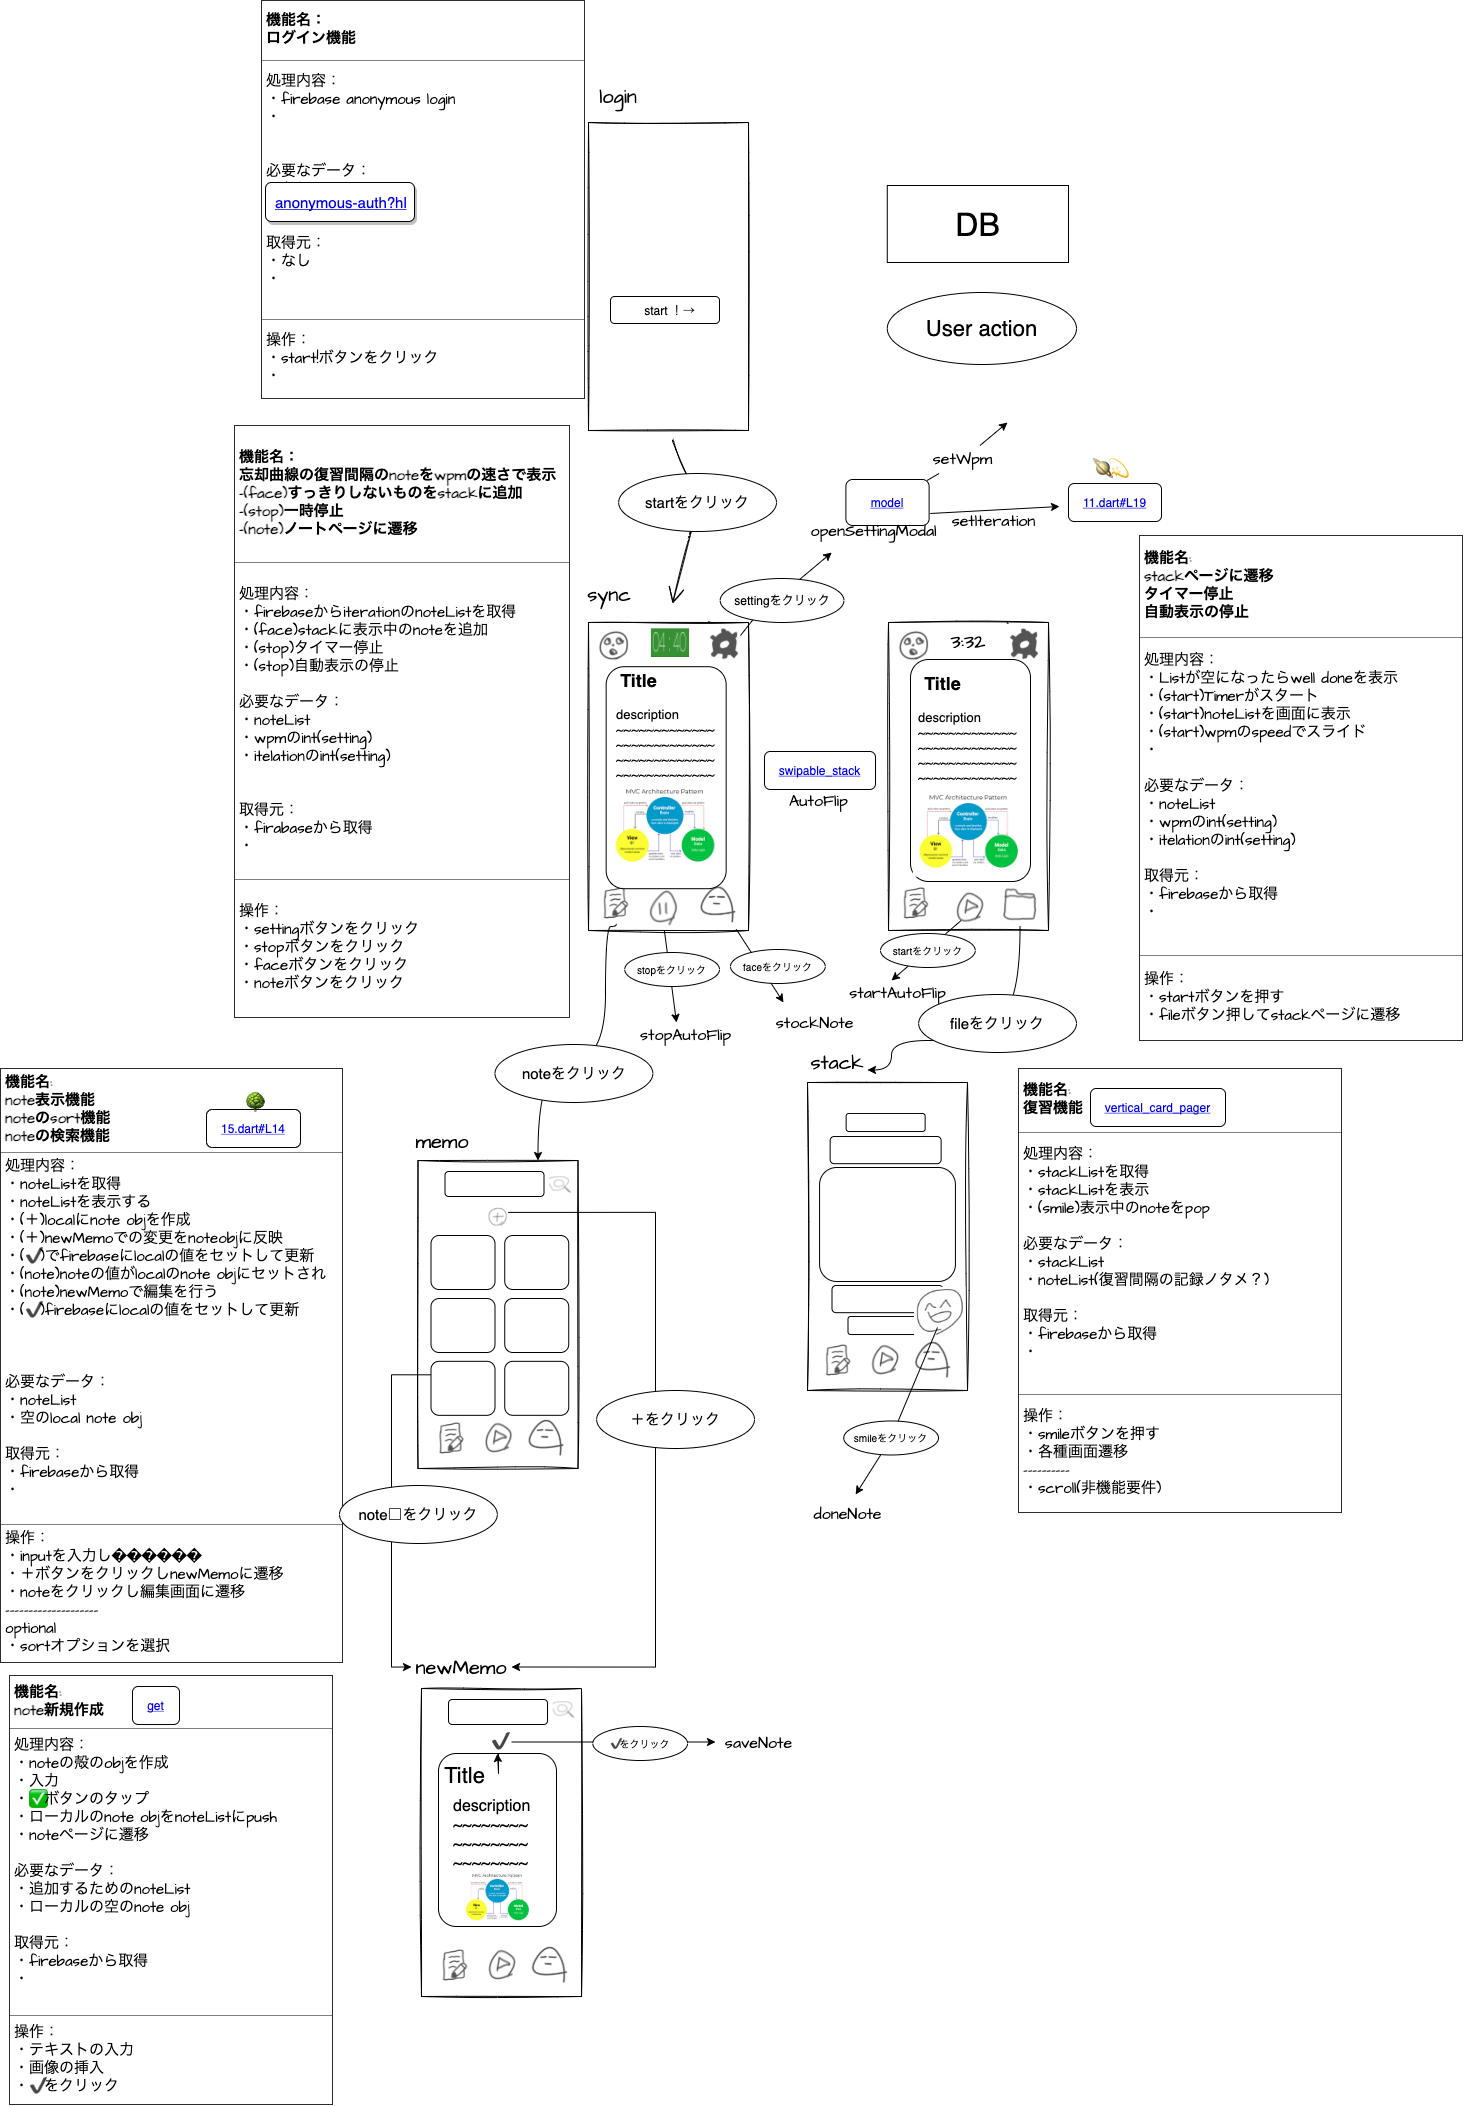 機能名：
ログイン機能
処理内容：
・firebase anonymous login
・
必要なデータ：
anonymous-auth?hl
取得元：
・なし
・
操作：
・start!ボタンをクリック
・
login
start ！→
DB
User action
機能名：
忘却曲線の復習間隔のnoteをwpmの速さで表示
-(face)すっきりしないものをstackに追加
-(stop)一時停止
-(note)ノートページに遷移
処理内容：
・firebaseからiterationのnoteListを取得
・(face)stackに表示中のnoteを追加
・(stop)タイマー停止
・(stop)自動表示の停止
必要なデータ：
・noteList
・wpmのint(setting)
・itelationのint(setting)
取得元：
・firabaseから取得
・
操作：
・settingボタンをクリック
・stopボタンをクリック
・faceボタンをクリック
・noteボタンをクリック
startをクリック
setWpm
model
openSettingModal
setIteration
11.dart#L19
settingをクリック
sync
04:40
Title
description
~~~~~~~~~~~~~~
~~~~~~~~~~~~~~
~~~~~~~~~~~~~~
~~~~~~~~~~~~~~
MVC Architecture Pattern
Controller
View
Model
swipable_stack
AutoFlip
3:32
Title
description
~~~~~~~~~~~~~~
~~~~~~~~~~~~~~
~~~~~~~~~~~~~~
~~~~~~~~~~~~~~
MVC Architecture Pattern
Controller
View
Model
機能名:
stackページに遷移
タイマー停止
自動表示の停止
処理内容：
・Listが空になったらwell doneを表示
・(start)Timerがスタート
・(start)noteListを画面に表示
・(start)wpmのspeedでスライド
・
必要なデータ：
・noteList
・wpmのint(setting)
・itelationのint(setting)
取得元：
・firebaseから取得
・
操作：
・startボタンを押す
・fileボタン押してstackページに遷移
stopをクリック
faceをクリック
startをクリック
stopAutoFlip
stockNote
startAutoFlip
fileをクリック
noteをクリック
stack
機能名:
note表示機能
noteのsort機能
noteの検索機能
15.dart#L14
処理内容：
・noteListを取得
・noteListを表示する
・(＋)localにnote objを作成
・(＋)newMemoでの変更をnoteobjに反映
・(✔️)でfirebaseにlocalの値をセットして更新
・(note)noteの値がlocalのnote objにセットされ
・(note)newMemoで編集を行う
・(✔️)firebaseにlocalの値をセットして更新
必要なデータ：
・noteList
・空のlocal note obj
取得元：
・firebaseから取得
・
操作：
・inputを入力し������
・＋ボタンをクリックしnewMemoに遷移
・noteをクリックし編集画面に遷移
--------------------
optional
・sortオプションを選択
memo
＋をクリック
note□をクリック
機能名:
復習機能
vertical_card_pager
処理内容：
・stackListを取得
・stackListを表示
・(smile)表示中のnoteをpop
必要なデータ：
・stackList
・noteList(復習間隔の記録ノタメ？)
取得元：
・firebaseから取得
・
操作：
・smileボタンを押す
・各種画面遷移
----------
・scroll(非機能要件)
smileをクリック
doneNote
機能名:
note新規作成
get
処理内容：
・noteの殻のobjを作成
・入力
・✅ボタンのタップ
・ローカルのnote objをnoteListにpush
・noteページに遷移
必要なデータ：
・追加するためのnoteList
・ローカルの空のnote obj
取得元：
・firebaseから取得
・
操作：
・テキストの入力
・画像の挿入
・✔️をクリック
newMemo
✔️
✔️をクリック
saveNote
Title
description
~~~~~~~~
~~~~~~~~
~~~~~~~~
MVC Architecture Pattern
Controller
View
Model